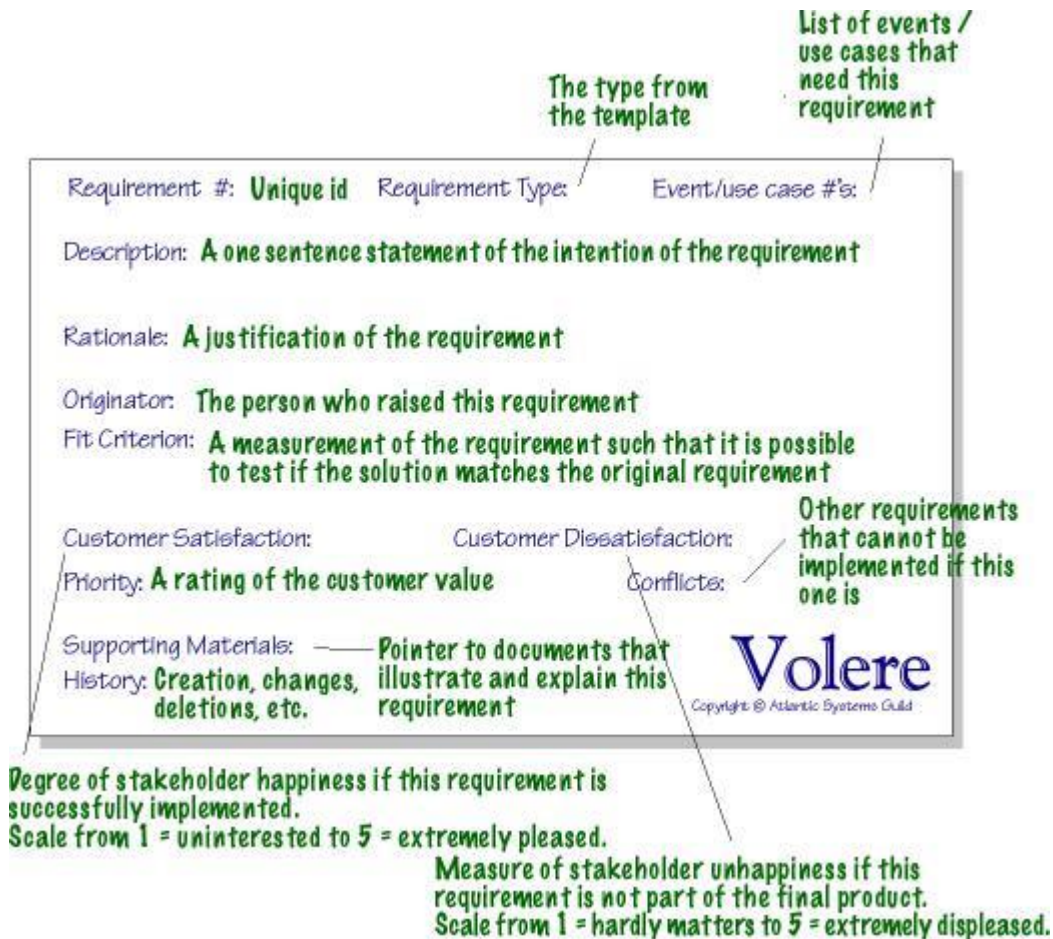 List of events /
use cases that
need this
requirement
The type from
the template
Requirement #: Unique id Requirement Type: Event/use case #'s:
Description: A one sentence statement of the intention of the requirement
Rationale: A justification of the requirement
Originator: The person who raised this requirement
Fit Criterion: A measurement of the requirement such that it is possible
to test if the solution matches the original requirement
Other requirements
that cannot be
implemented if this
one is
Customer Satisfaction: Customer Dissatisfaction:
Priority: A rating of the customer value Conflicts:
Supporting Materials: Pointer to documents that
illustrate and explain this
requirement
History: Creation, changes,
deletions, etc.
Volere
Copyright © Atlantic Systems Guild
Degree of stakeholder happiness if this requirement is
successfully implemented.
Scale from 1 = uninterested to 5 = extremely pleased.
Measure of stakeholder unhappiness if this
requirement is not part of the final product.
Scale from 1 = hardly matters to 5 = extremely displeased.